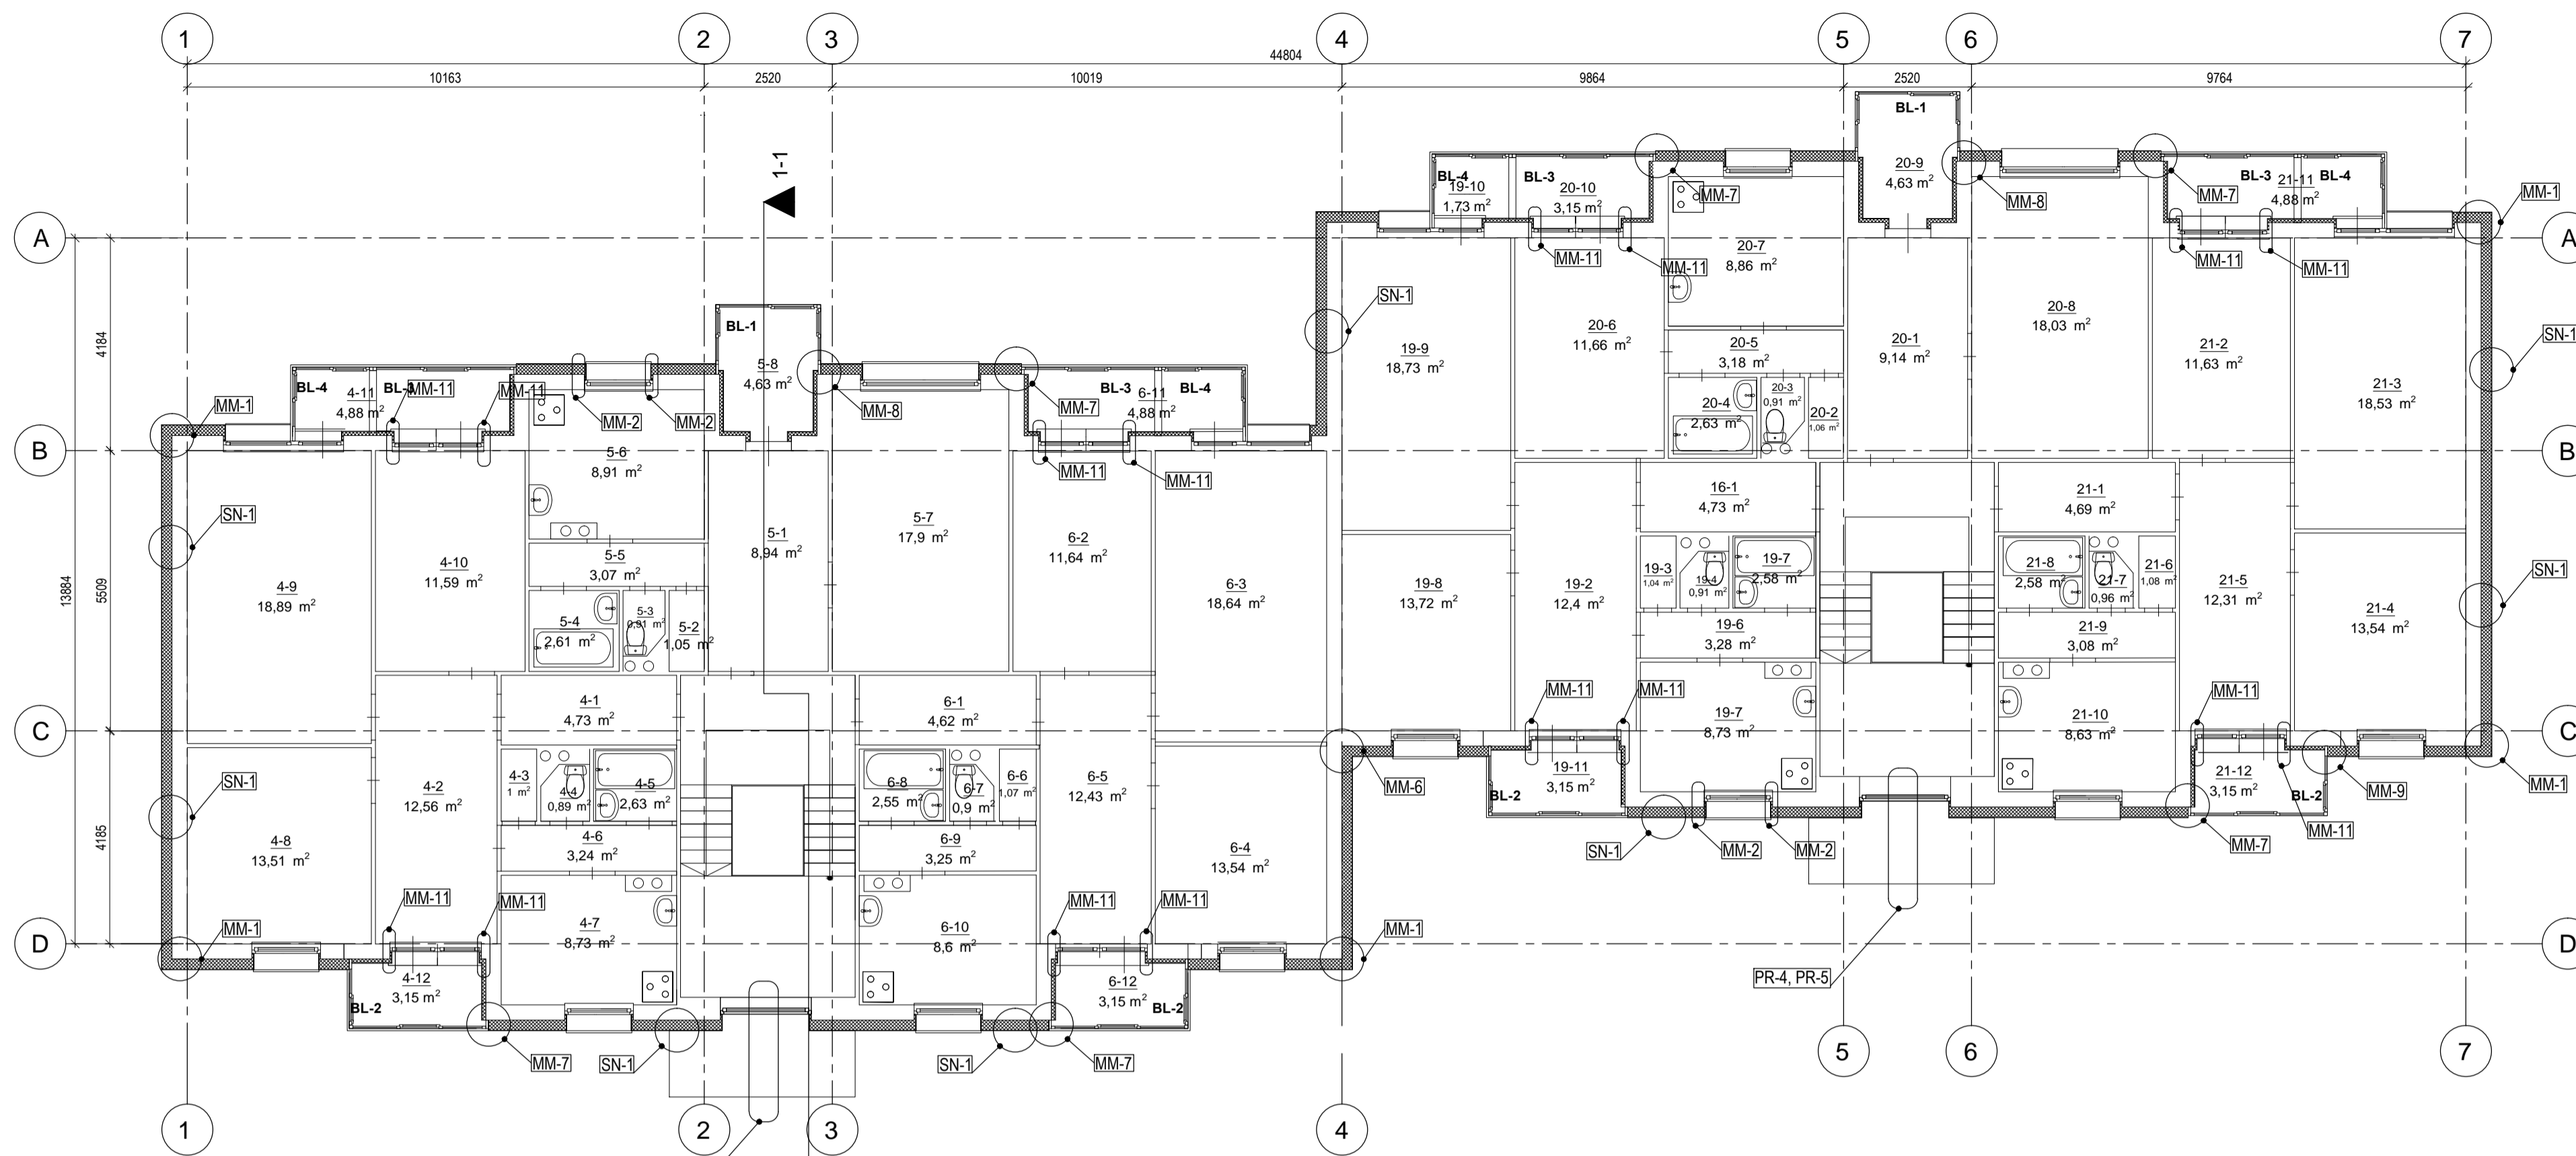 1
2
3
4
5
6
7
44804
10163
2520
10019
9864
2520
9764
1-1
BL-1
20-9
4,63 m²
BL-4
19-10
1,73 m²
BL-3
20-10
3,15 m²
MM-7
MM-8
MM-7
BL-3
21-11
4,88 m²
BL-4
MM-1
A
A
MM-11
MM-11
20-7
8,86 m²
MM-11
MM-11
SN-1
4184
BL-1
5-8
4,63 m²
19-9
18,73 m²
20-6
11,66 m²
20-5
3,18 m²
20-1
9,14 m²
20-8
18,03 m²
21-2
11,63 m²
21-3
18,53 m²
SN-1
BL-4
4-11
4,88 m²
BL-3
MM-11
MM-11
MM-2
MM-2
MM-8
MM-7
BL-3
6-11
4,88 m²
BL-4
20-4
2,63 m²
20-3
0,91 m²
20-2
1,06 m²
MM-1
B
B
5-6
8,91 m²
MM-11
MM-11
SN-1
16-1
4,73 m²
21-1
4,69 m²
4-9
18,89 m²
4-10
11,59 m²
5-5
3,07 m²
5-1
8,94 m²
5-7
17,9 m²
6-2
11,64 m²
6-3
18,64 m²
19-8
13,72 m²
19-2
12,4 m²
19-3
1,04 m²
19-4
0,91 m²
19-7
2,58 m²
21-8
2,58 m²
21-7
0,96 m²
21-6
1,08 m²
21-5
12,31 m²
21-4
13,54 m²
SN-1
13884
5509
5-4
2,61 m²
5-3
0,91 m²
5-2
1,05 m²
19-6
3,28 m²
21-9
3,08 m²
4-1
4,73 m²
6-1
4,62 m²
MM-11
MM-11
19-7
8,73 m²
21-10
8,63 m²
MM-11
C
C
4-3
1 m²
4-4
0,89 m²
4-5
2,63 m²
6-8
2,55 m²
6-7
0,9 m²
6-6
1,07 m²
6-5
12,43 m²
MM-6
19-11
3,15 m²
BL-2
21-12
3,15 m²
BL-2
MM-9
MM-1
SN-1
4-2
12,56 m²
4-6
3,24 m²
6-9
3,25 m²
6-4
13,54 m²
SN-1
MM-2
MM-2
MM-7
MM-11
4185
4-8
13,51 m²
MM-11
MM-11
4-7
8,73 m²
6-10
8,6 m²
MM-11
MM-11
MM-1
MM-1
D
D
4-12
3,15 m²
BL-2
6-12
3,15 m²
BL-2
PR-4, PR-5
MM-7
SN-1
SN-1
MM-7
5
6
7
1
2
3
4